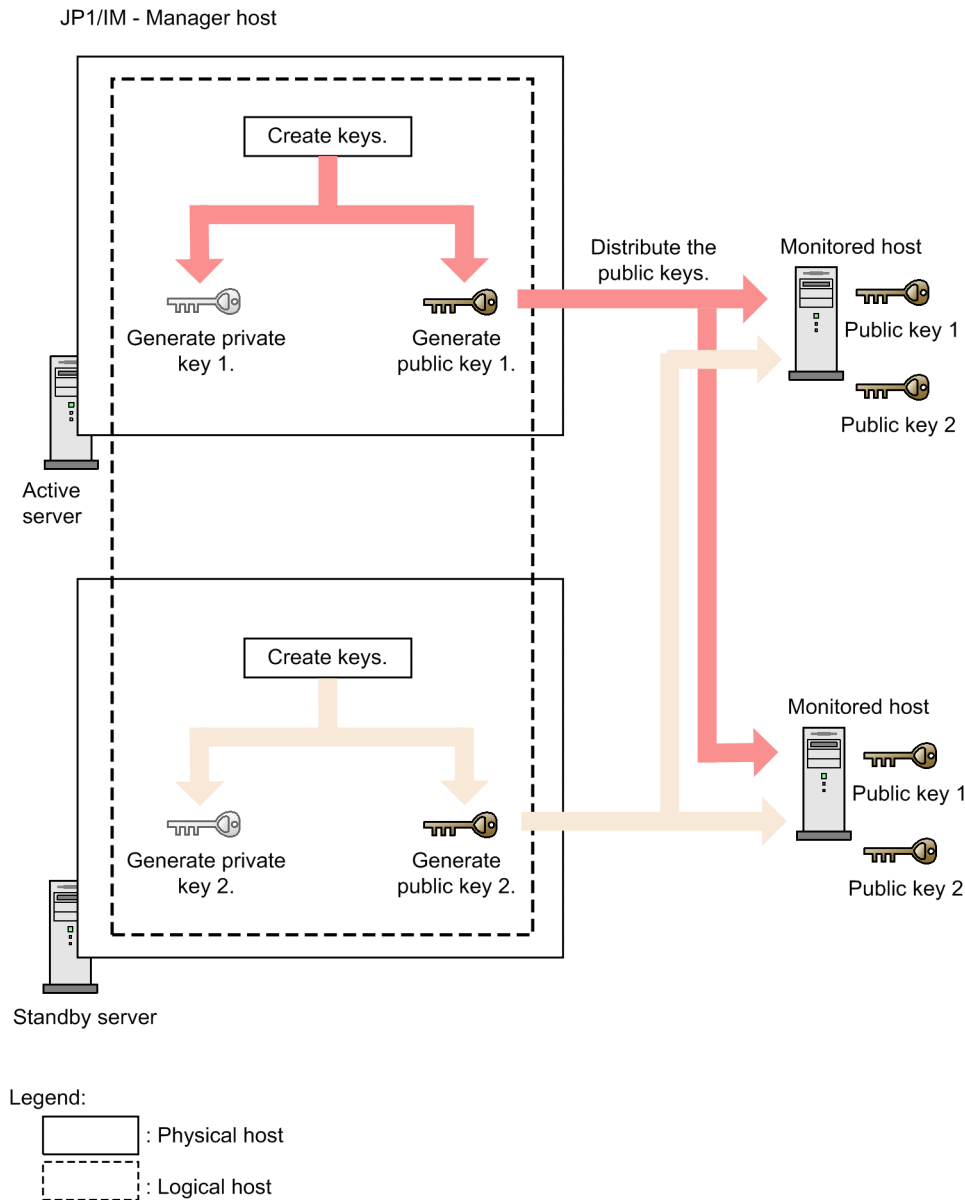 JP1/IM - Manager host
Create keys.
Generate private
key 1.
Generate
public key 1.
Distribute the
public keys.
Monitored host
Public key 1
Public key 2
Active
server
Create keys.
Generate private
key 2.
Generate
public key 2.
Monitored host
Public key 1
Public key 2
Standby server
Legend:
: Physical host
: Logical host